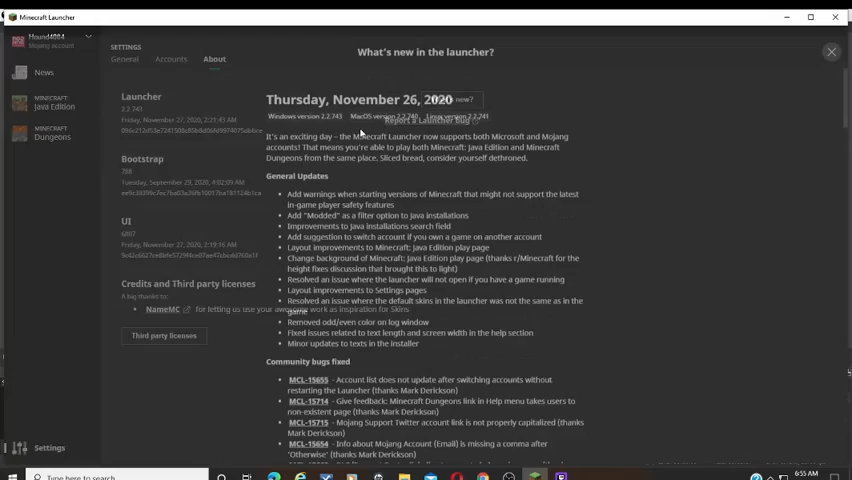 Minecraft Launcher
Hound4884
Mojang account
News
MINECRAFT:
Java Edition
MINECRAFT
Dungeons
Settings
SETTINGS
General Accounts About
Launcher
2.2.743
Friday, November 27, 2020, 2:21:43 AM
Bootstrap
788
Tuesday, September 29, 2020, 4:02:09 AM
UI
6807
Friday, November 27, 2020, 2:19:16 AM
Credits and Third party licenses
A big thanks to:
• NameMC for letting us use your awesome work as inspiration for Skins
Third party licenses
What's new in the launcher?
new?
Report a Launcher bug
Thursday, November 26, 2020
Windows version 2.2.743 MacOS version 2.2.740 Linux version 2.2.741
It's an exciting day – the Minecraft Launcher now supports both Microsoft and Mojang
accounts! That means you're able to play both Minecraft: Java Edition and Minecraft
Dungeons from the same place. Sliced bread, consider yourself dethroned.
General Updates
• Add warnings when starting versions of Minecraft that might not support the latest
in-game player safety features
• Add "Modded" as a filter option to Java installations
• Improvements to Java installations search field
• Add suggestion to switch account if you own a game on another account
• Layout improvements to Minecraft: Java Edition play page
• Change background of Minecraft: Java Edition play page (thanks r/Minecraft for the
height fixes discussion that brought this to light)
• Resolved an issue where the launcher will not open if you have a game running
• Layout improvements to Settings pages
• Resolved an issue where the default skins in the launcher was not the same as in the
game
• Removed odd/even color on log window
• Fixed issues related to text length and screen width in the help section
• Minor updates to texts in the installer
Community bugs fixed
• MCL-15655 - Account list does not update after switching accounts without
restarting the Launcher (thanks Mark Derickson)
• MCL-15714 - Give feedback: Minecraft Dungeons link in Help menu takes users to
non-existent page (thanks Mark Derickson)
• MCL-15715 - Mojang Support Twitter account link is not properly capitalized (thanks
Mark Derickson)
• MCL-15654 - Info about Mojang Account (Email) is missing a comma after
'Otherwise' (thanks Mark Derickson)
Type here to search
6:55 AM